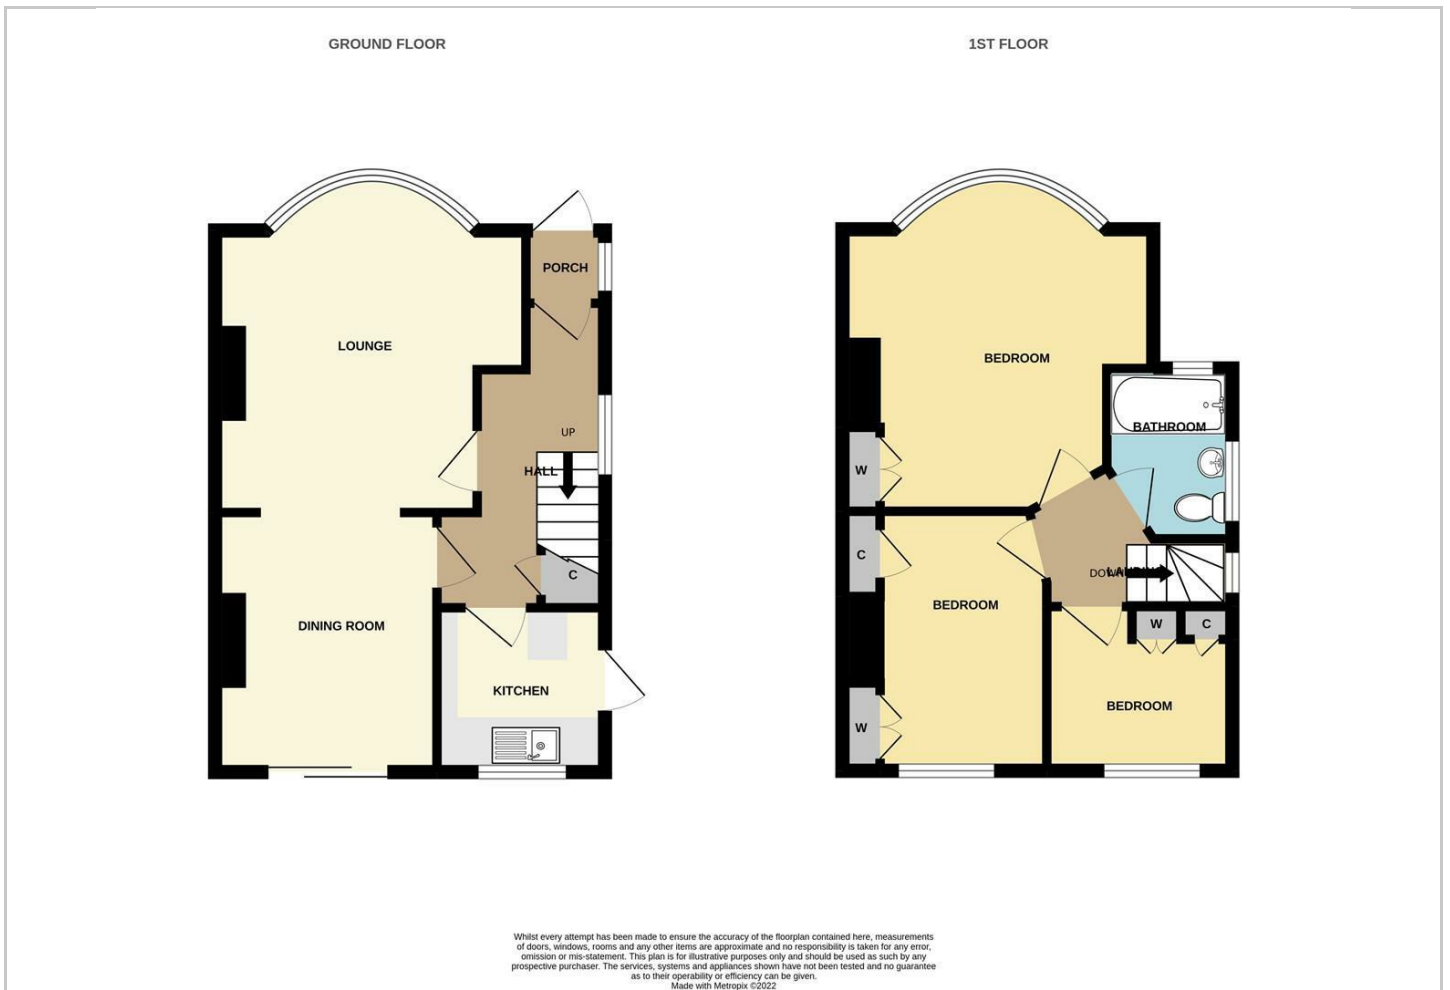 GROUND FLOOR
1ST FLOOR
PORCH
LOUNGE
UP
HALL
C
DINING ROOM
KITCHEN
BEDROOM
BATHROOM
W
C
DOWN
LANDING
BEDROOM
W
C
BEDROOM
W
Whilst every attempt has been made to ensure the accuracy of the floorplan contained here, measurements
of doors, windows, rooms and any other items are approximate and no responsibility is taken for any error,
omission or mis-statement. This plan is for illustrative purposes only and should be used as such by any
prospective purchaser. The services, systems and appliances shown have not been tested and no guarantee
as to their operability or efficiency can be given.
Made with Metropix ©2022